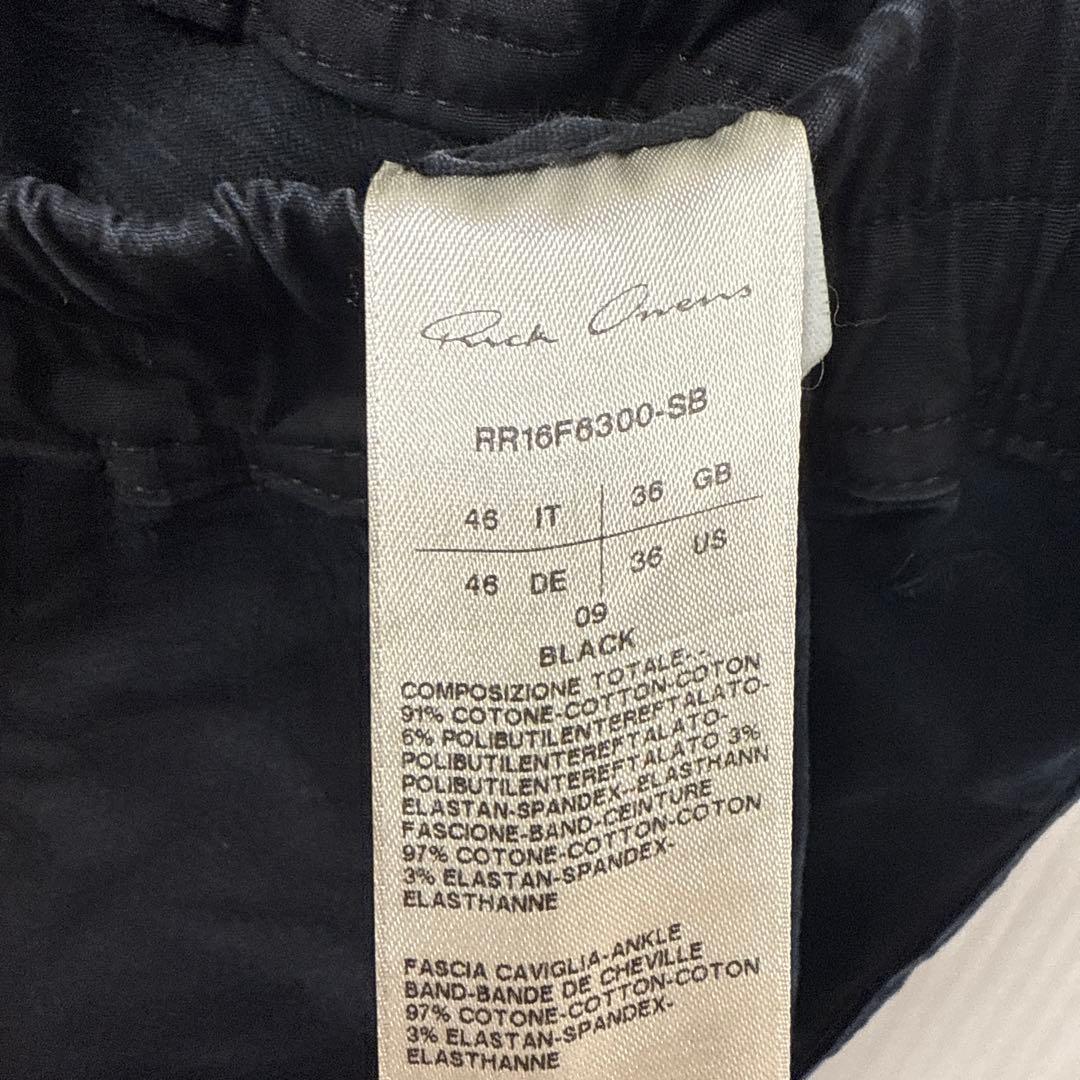 Rick Owens
RR16F6300-SB
46 IT 36 GB
46 DE 36 US
09
BLACK
COMPOSIZIONE TOTALE-.
91% COTONE-COTTON-COTON
6% POLIBUTILENTEREFTALATO-
POLIBUTILENTEREFTALATO-
POLIBUTILENTEREFTALATO 3%
ELASTAN-SPANDEX-ELASTHANN
FASCIONE-BAND-CEINTURE
97% COTONE-COTTON-COTON
3% ELASTAN-SPANDEX-
ELASTHANNE
FASCIA CAVIGLIA-ANKLE
BAND-BANDE DE CHEVILLE
97% COTONE-COTTON-COTON
3% ELASTAN-SPANDEX-
ELASTHANNE